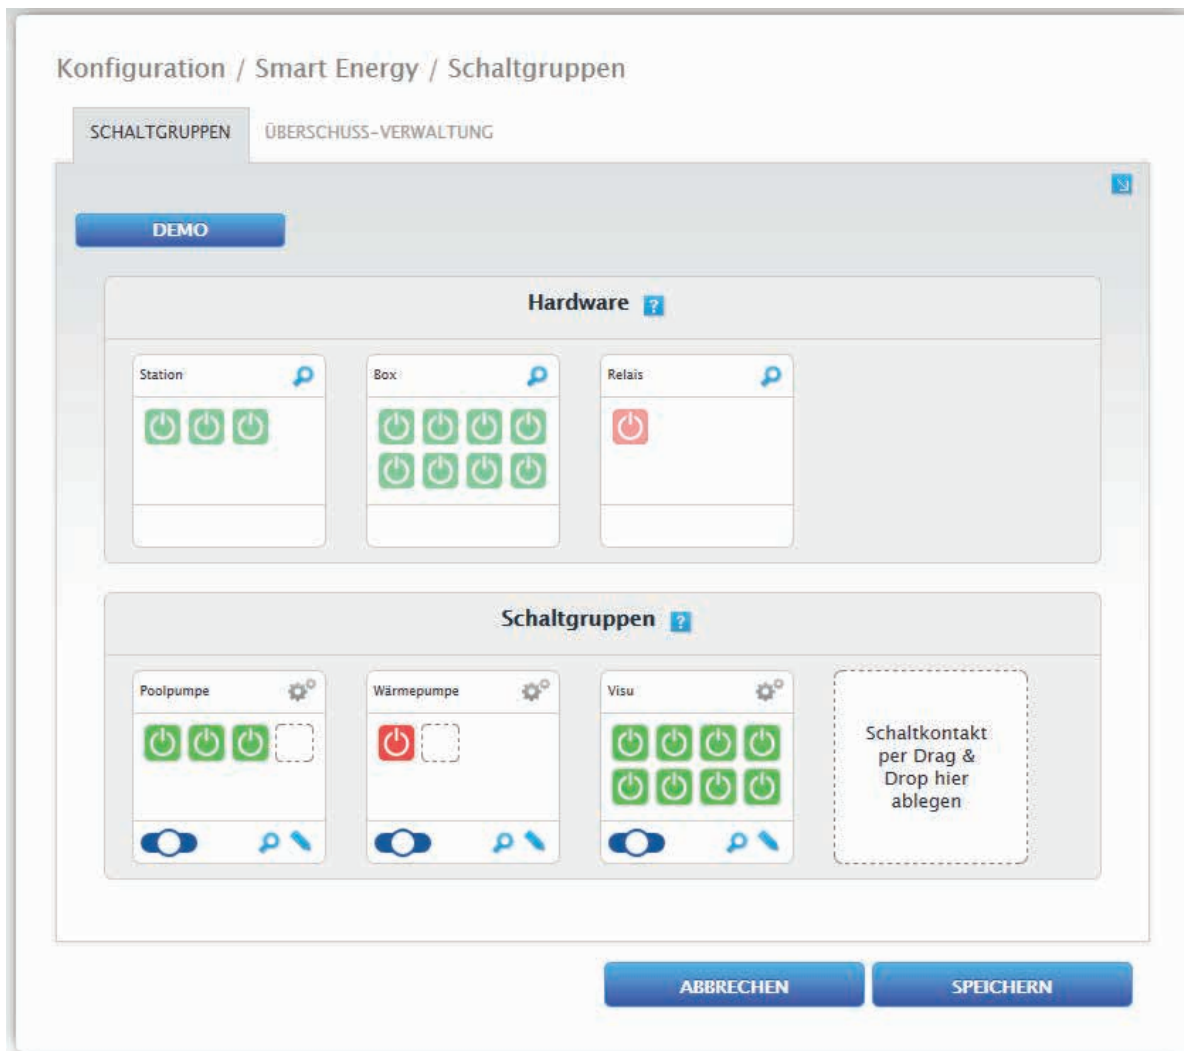 Konfiguration / Smart Energy / Schaltgruppen
SCHALTGRUPPEN
ÜBERSCHUSS-VERWALTUNG
DEMO
Hardware ?
Station
Box
Relais
Schaltgruppen ?
Poolpumpe
Wärmepumpe
Visu
Schaltkontakt
per Drag &
Drop hier
ablegen
ABBRECHEN
SPEICHERN